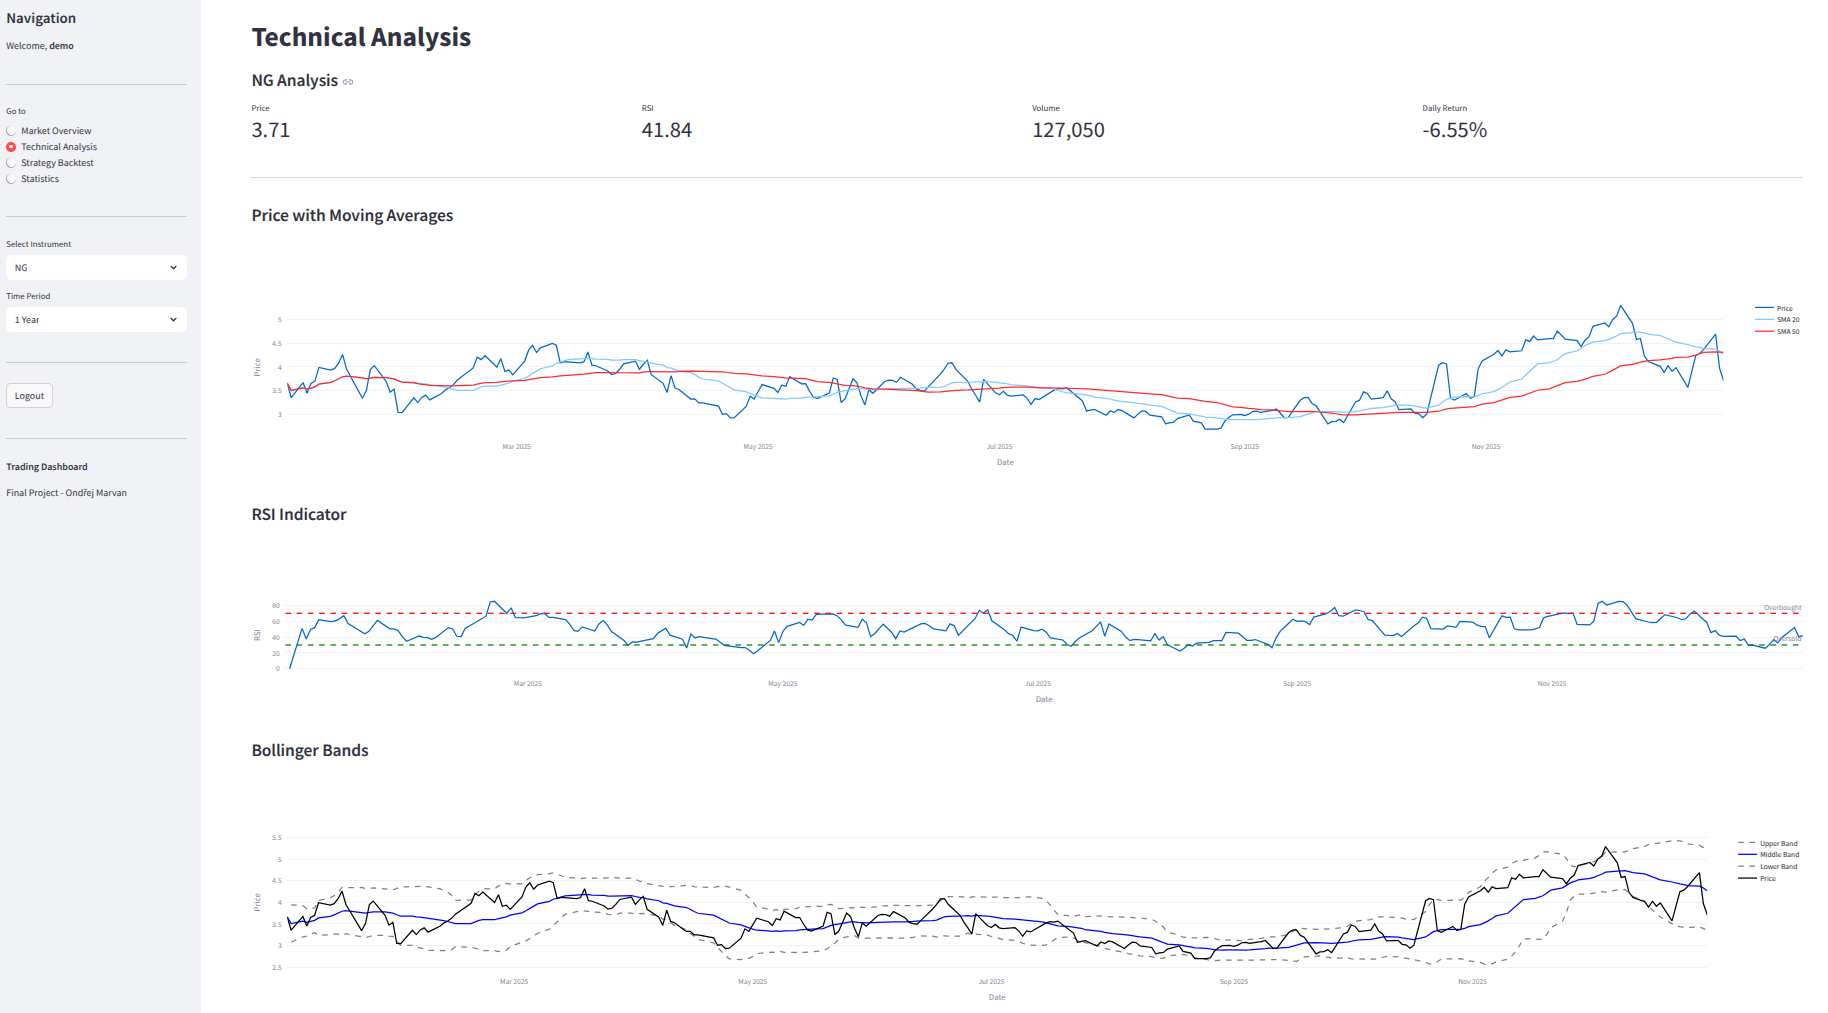 Navigation
Welcome, demo
Go to
Market Overview
Technical Analysis
Strategy Backtest
Statistics
Select Instrument
NG
Time Period
1 Year
Logout
Trading Dashboard
Final Project - Ondřej Marvan
Technical Analysis
NG Analysis
Price RSI Volume Daily Return
3.71 41.84 127,050 -6.55%
Price with Moving Averages
Price
5
4.5
4
3.5
3
Mar 2025 May 2025 Jul 2025 Sep 2025 Nov 2025
Date
Price
SMA 20
SMA 50
RSI Indicator
RSI
80
60
40
20
0
Overbought
Oversold
Mar 2025 May 2025 Jul 2025 Sep 2025 Nov 2025
Date
Bollinger Bands
Price
5.5
5
4.5
4
3.5
3
2.5
Mar 2025 May 2025 Jul 2025 Sep 2025 Nov 2025
Date
Upper Band
Middle Band
Lower Band
Price